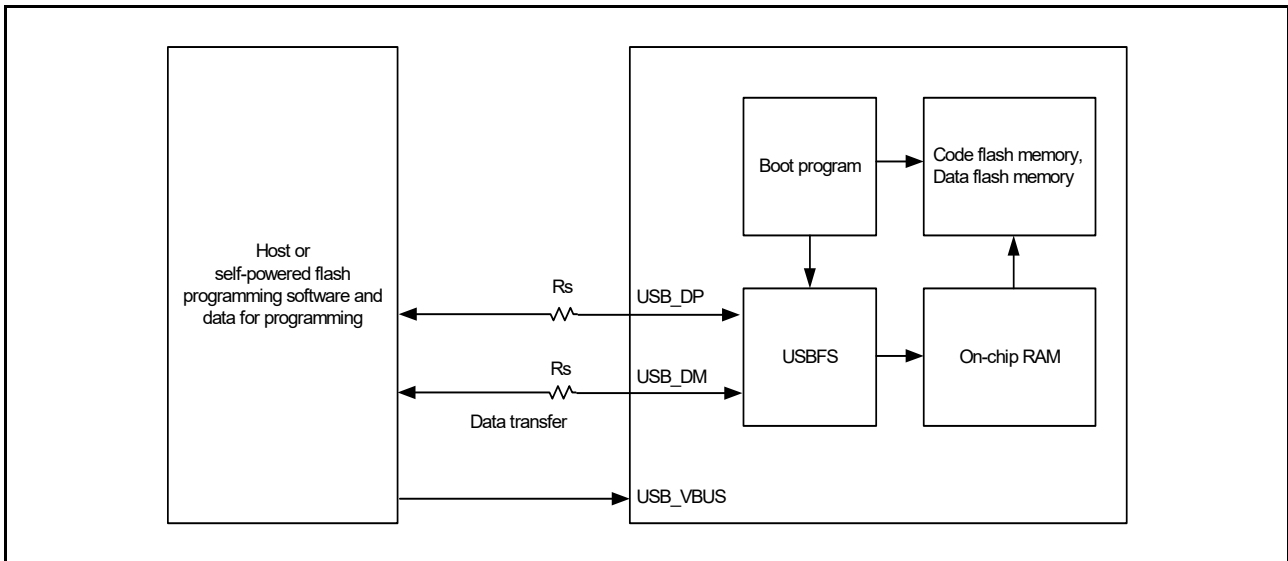 Host or
self-powered flash
programming software and
data for programming
Rs
Rs
Data transfer
USB_DP
USB_DM
USB_VBUS
Boot program
Code flash memory,
Data flash memory
USBFS
On-chip RAM